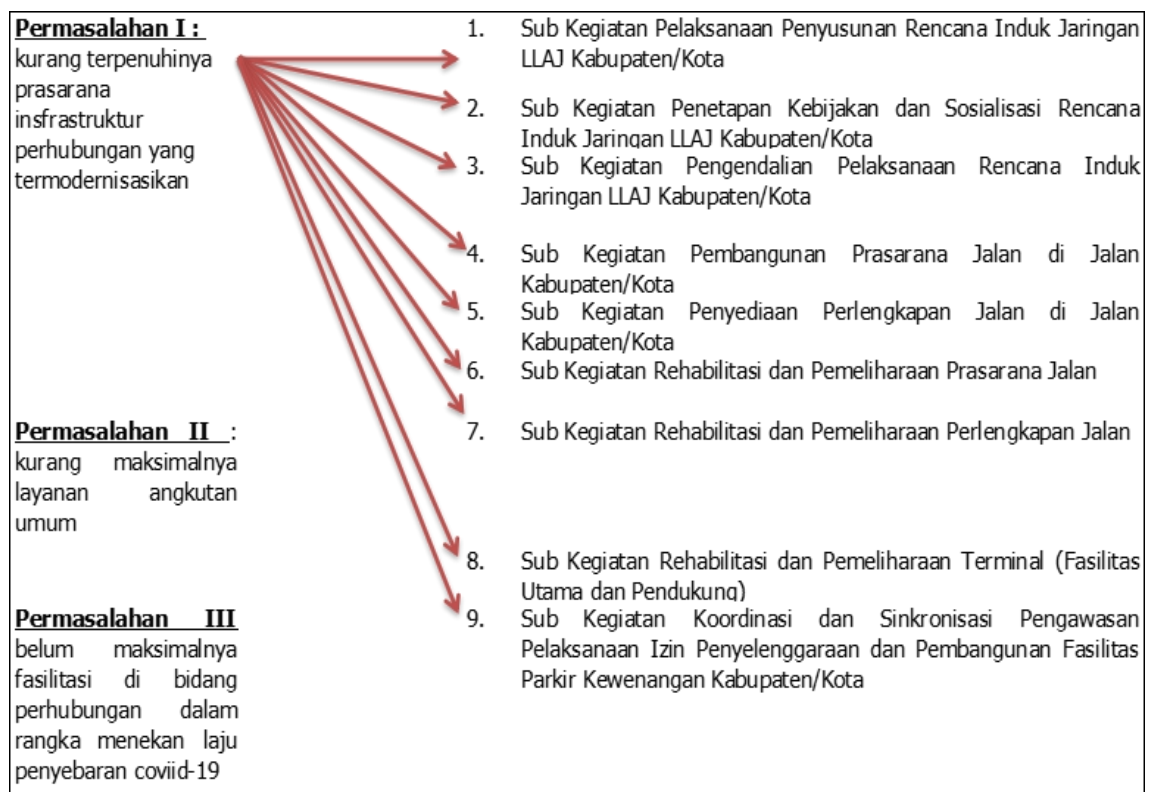 Permasalahan I :
kurang terpenuhinya
prasarana
insfrastruktur
perhubungan yang
termodernisasikan
Permasalahan II :
kurang maksimalnya
layanan angkutan
umum
Permasalahan III
belum maksimalnya
fasilitasi di bidang
perhubungan dalam
rangka menekan laju
penyebaran coviid-19
1. Sub Kegiatan Pelaksanaan Penyusunan Rencana Induk Jaringan
LLAJ Kabupaten/Kota
2. Sub Kegiatan Penetapan Kebijakan dan Sosialisasi Rencana
Induk Jaringan LLAJ Kabupaten/Kota
3. Sub Kegiatan Pengendalian Pelaksanaan Rencana Induk
Jaringan LLAJ Kabupaten/Kota
4. Sub Kegiatan Pembangunan Prasarana Jalan di Jalan
Kabupaten/Kota
5. Sub Kegiatan Penyediaan Perlengkapan Jalan di Jalan
Kabupaten/Kota
6. Sub Kegiatan Rehabilitasi dan Pemeliharaan Prasarana Jalan
7. Sub Kegiatan Rehabilitasi dan Pemeliharaan Perlengkapan Jalan
8. Sub Kegiatan Rehabilitasi dan Pemeliharaan Terminal (Fasilitas
Utama dan Pendukung)
9. Sub Kegiatan Koordinasi dan Sinkronisasi Pengawasan
Pelaksanaan Izin Penyelenggaraan dan Pembangunan Fasilitas
Parkir Kewenangan Kabupaten/Kota